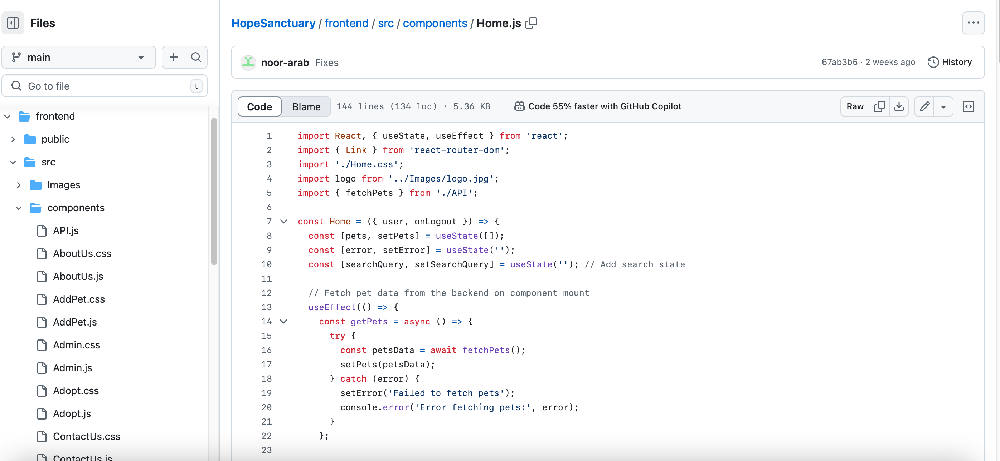 Files
main
Go to file
t
frontend
public
src
Images
components
API.js
AboutUs.css
AboutUs.js
AddPet.css
AddPet.js
Admin.css
Admin.js
Adopt.css
Adopt.js
ContactUs.css
ContactUs.js
HopeSanctuary / frontend / src / components / Home.js
noor-arab Fixes
67ab3b5 · 2 weeks ago
History
Code
Blame
144 lines (134 loc) · 5.36 KB
Code 55% faster with GitHub Copilot
Raw
1 import React, { useState, useEffect } from 'react';
2 import { Link } from 'react-router-dom';
3 import './Home.css';
4 import logo from '../Images/logo.jpg';
5 import { fetchPets } from './API';
6
7 const Home = ({ user, onLogout }) => {
8   const [pets, setPets] = useState([]);
9   const [error, setError] = useState('');
10   const [searchQuery, setSearchQuery] = useState(''); // Add search state
11
12   // Fetch pet data from the backend on component mount
13   useEffect(() => {
14     const getPets = async () => {
15       try {
16         const petsData = await fetchPets();
17         setPets(petsData);
18       } catch (error) {
19         setError('Failed to fetch pets');
20         console.error('Error fetching pets:', error);
21       }
22     };
23